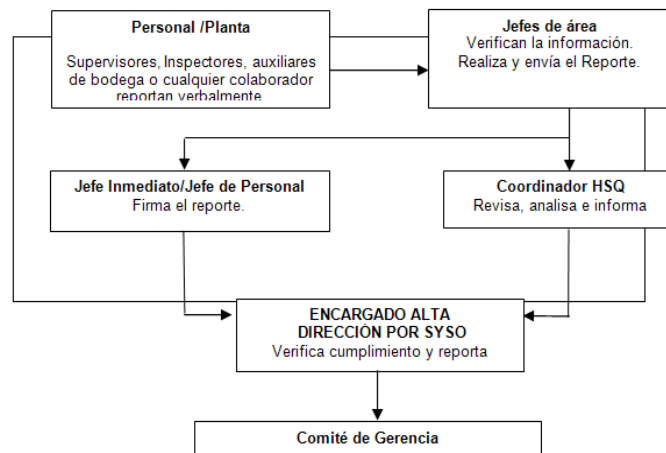 Personal /Planta
Supervisores, Inspectores, auxiliares
de bodega o cualquier colaborador
reportan verbalmente
Jefes de área
Verifican la información.
Realiza y envía el Reporte.
Jefe Inmediato/Jefe de Personal
Firma el reporte.
Coordinador HSQ
Revisa, analisa e informa
ENCARGADO ALTA
DIRECCIÓN POR SYSO
Verifica cumplimiento y reporta
Comité de Gerencia